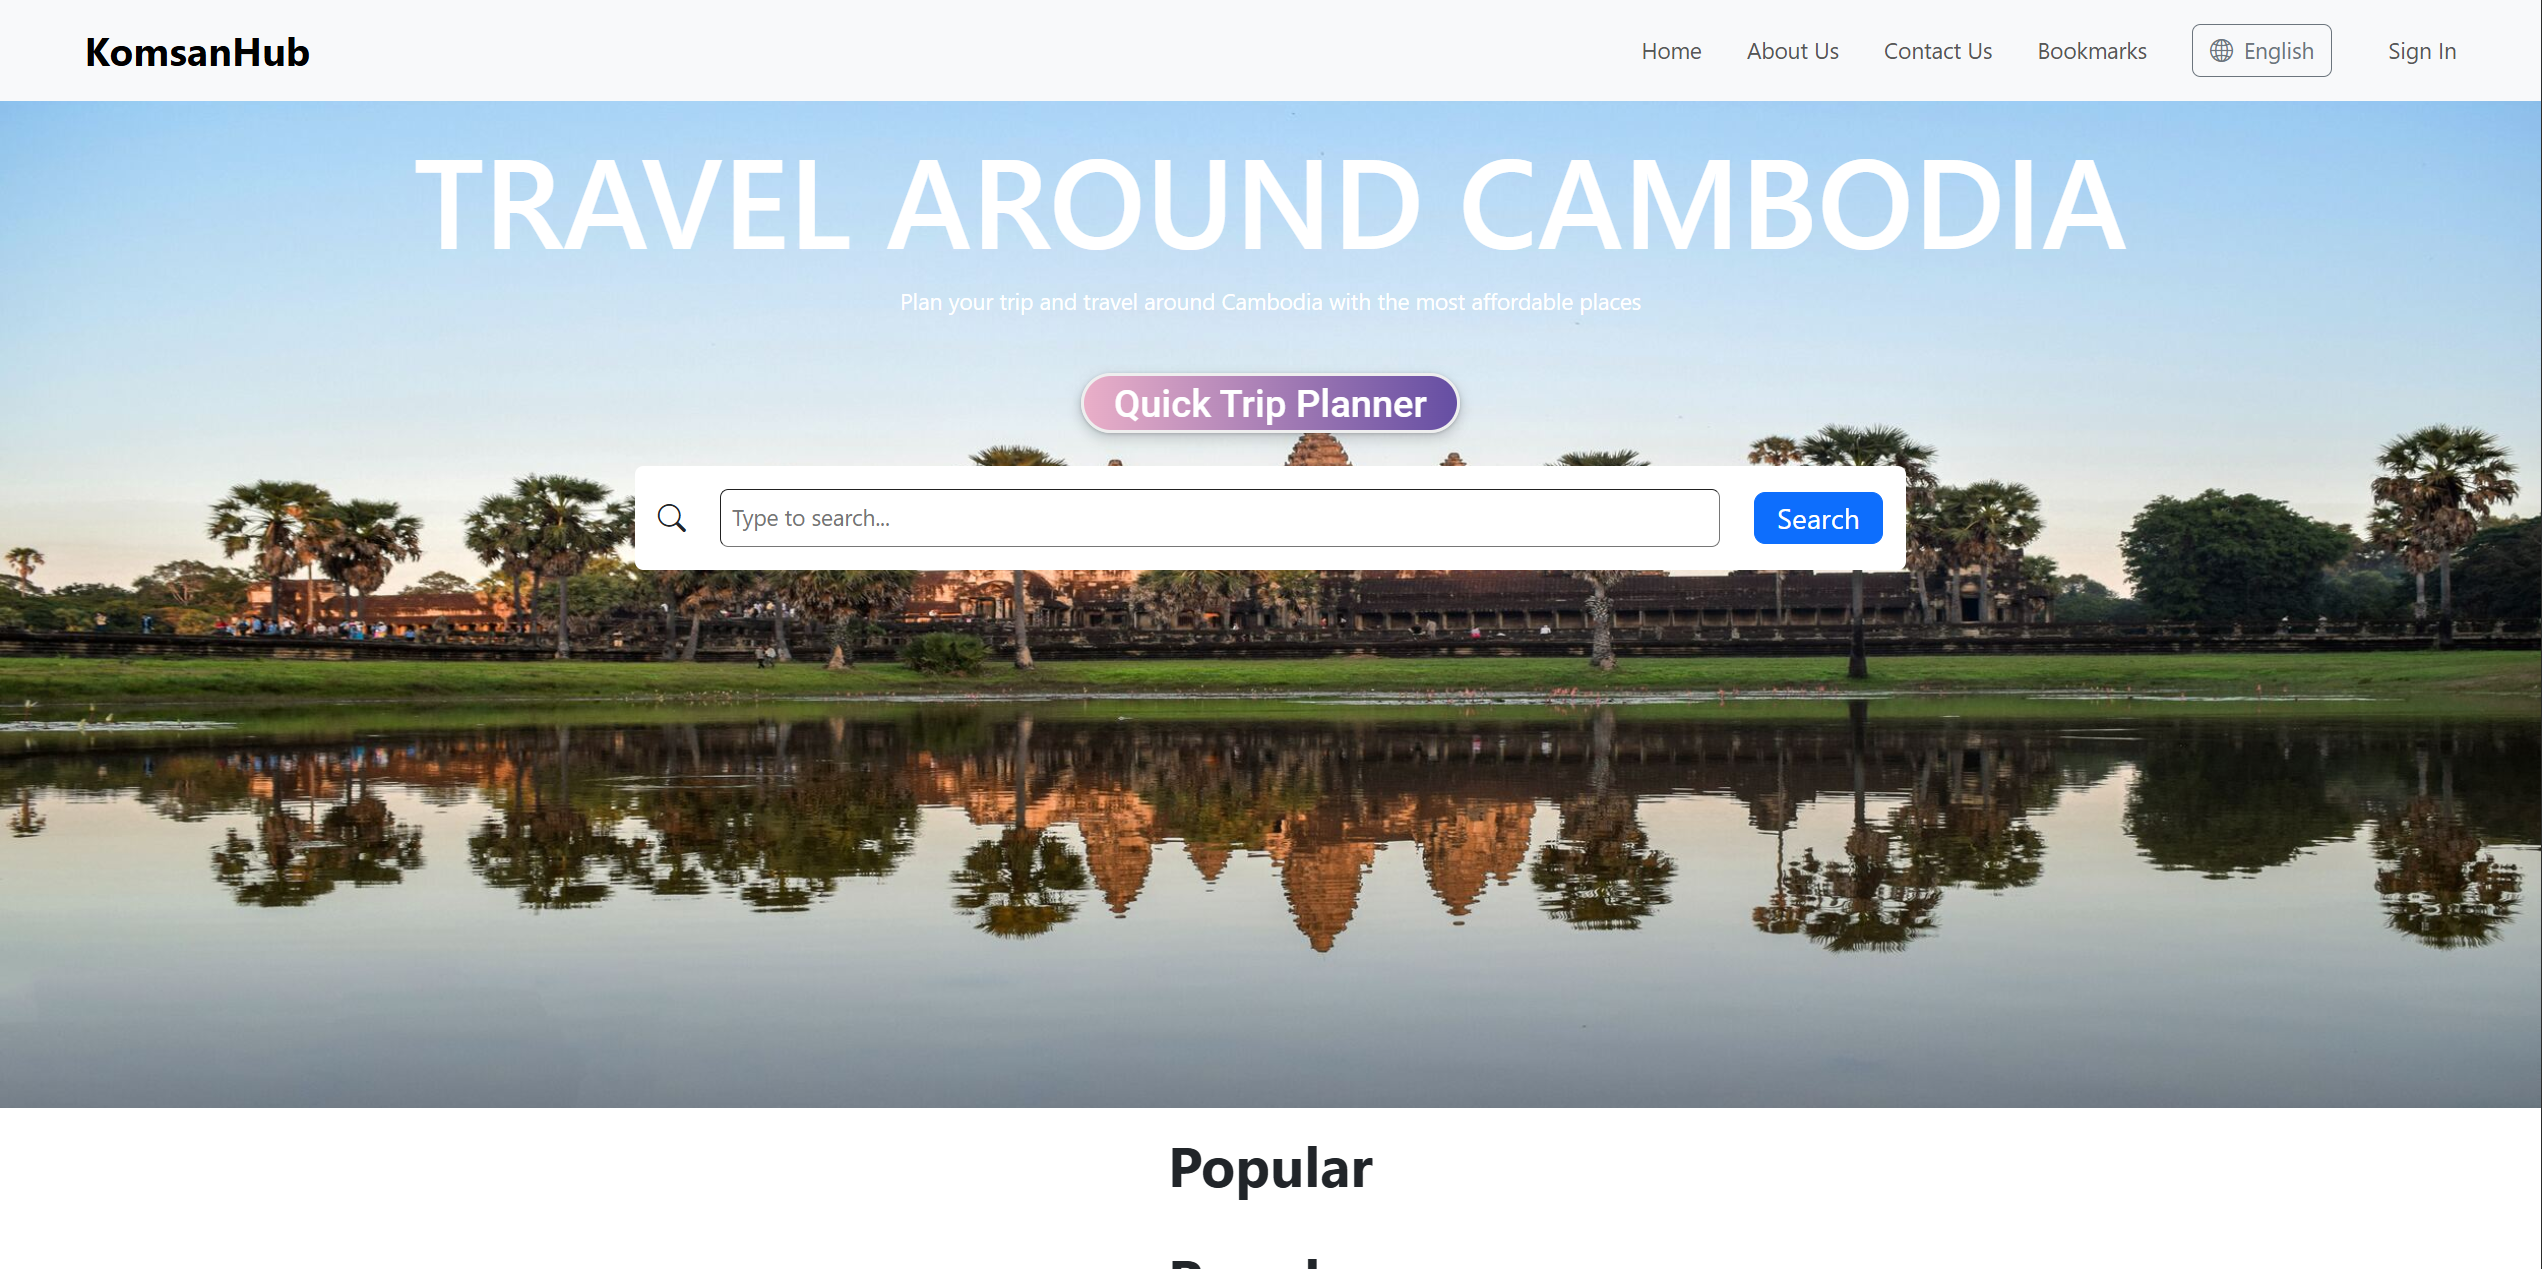 KomsanHub
Home About Us Contact Us Bookmarks English Sign In
TRAVEL AROUND CAMBODIA
Plan your trip and travel around Cambodia with the most affordable places
Quick Trip Planner
Type to search... Search
Popular